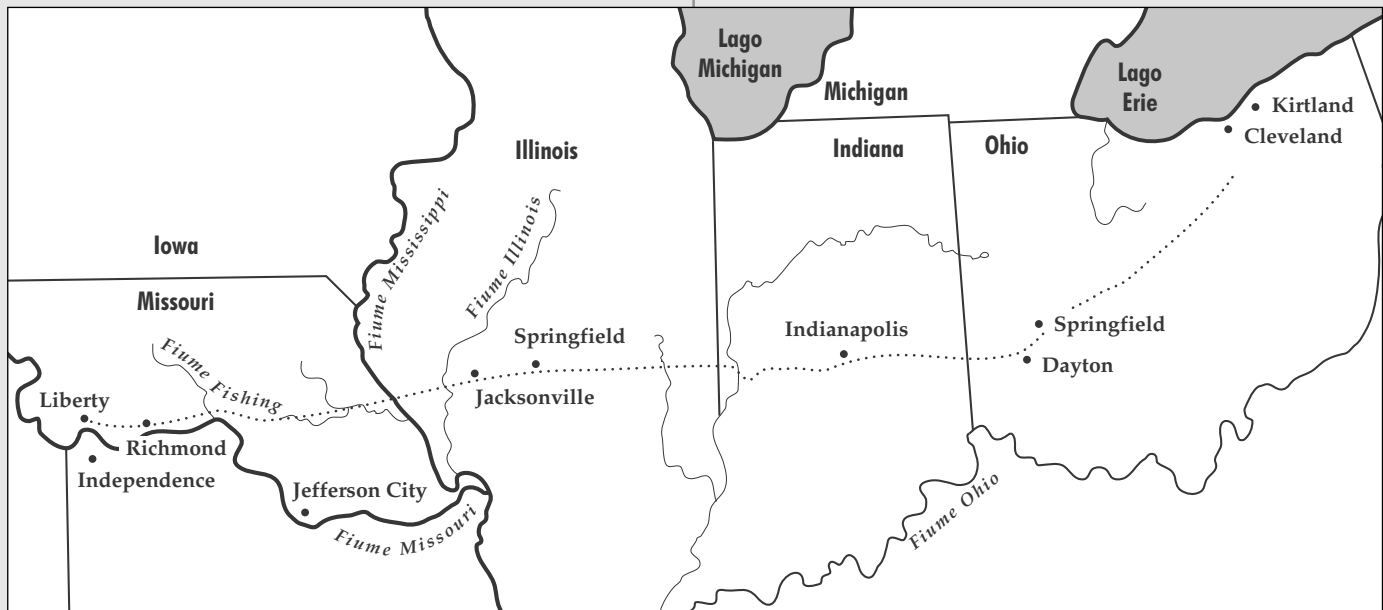 Lago
Michigan
Lago
Erie
Michigan
Kirtland
Cleveland
Illinois
Indiana
Ohio
Fiume Mississippi
Fiume Illinois
Iowa
Missouri
Springfield
Indianapolis
Springfield
Fiume Fishing
Dayton
Liberty
Jacksonville
Richmond
Independence
Jefferson City
Fiume Missouri
Fiume Ohio